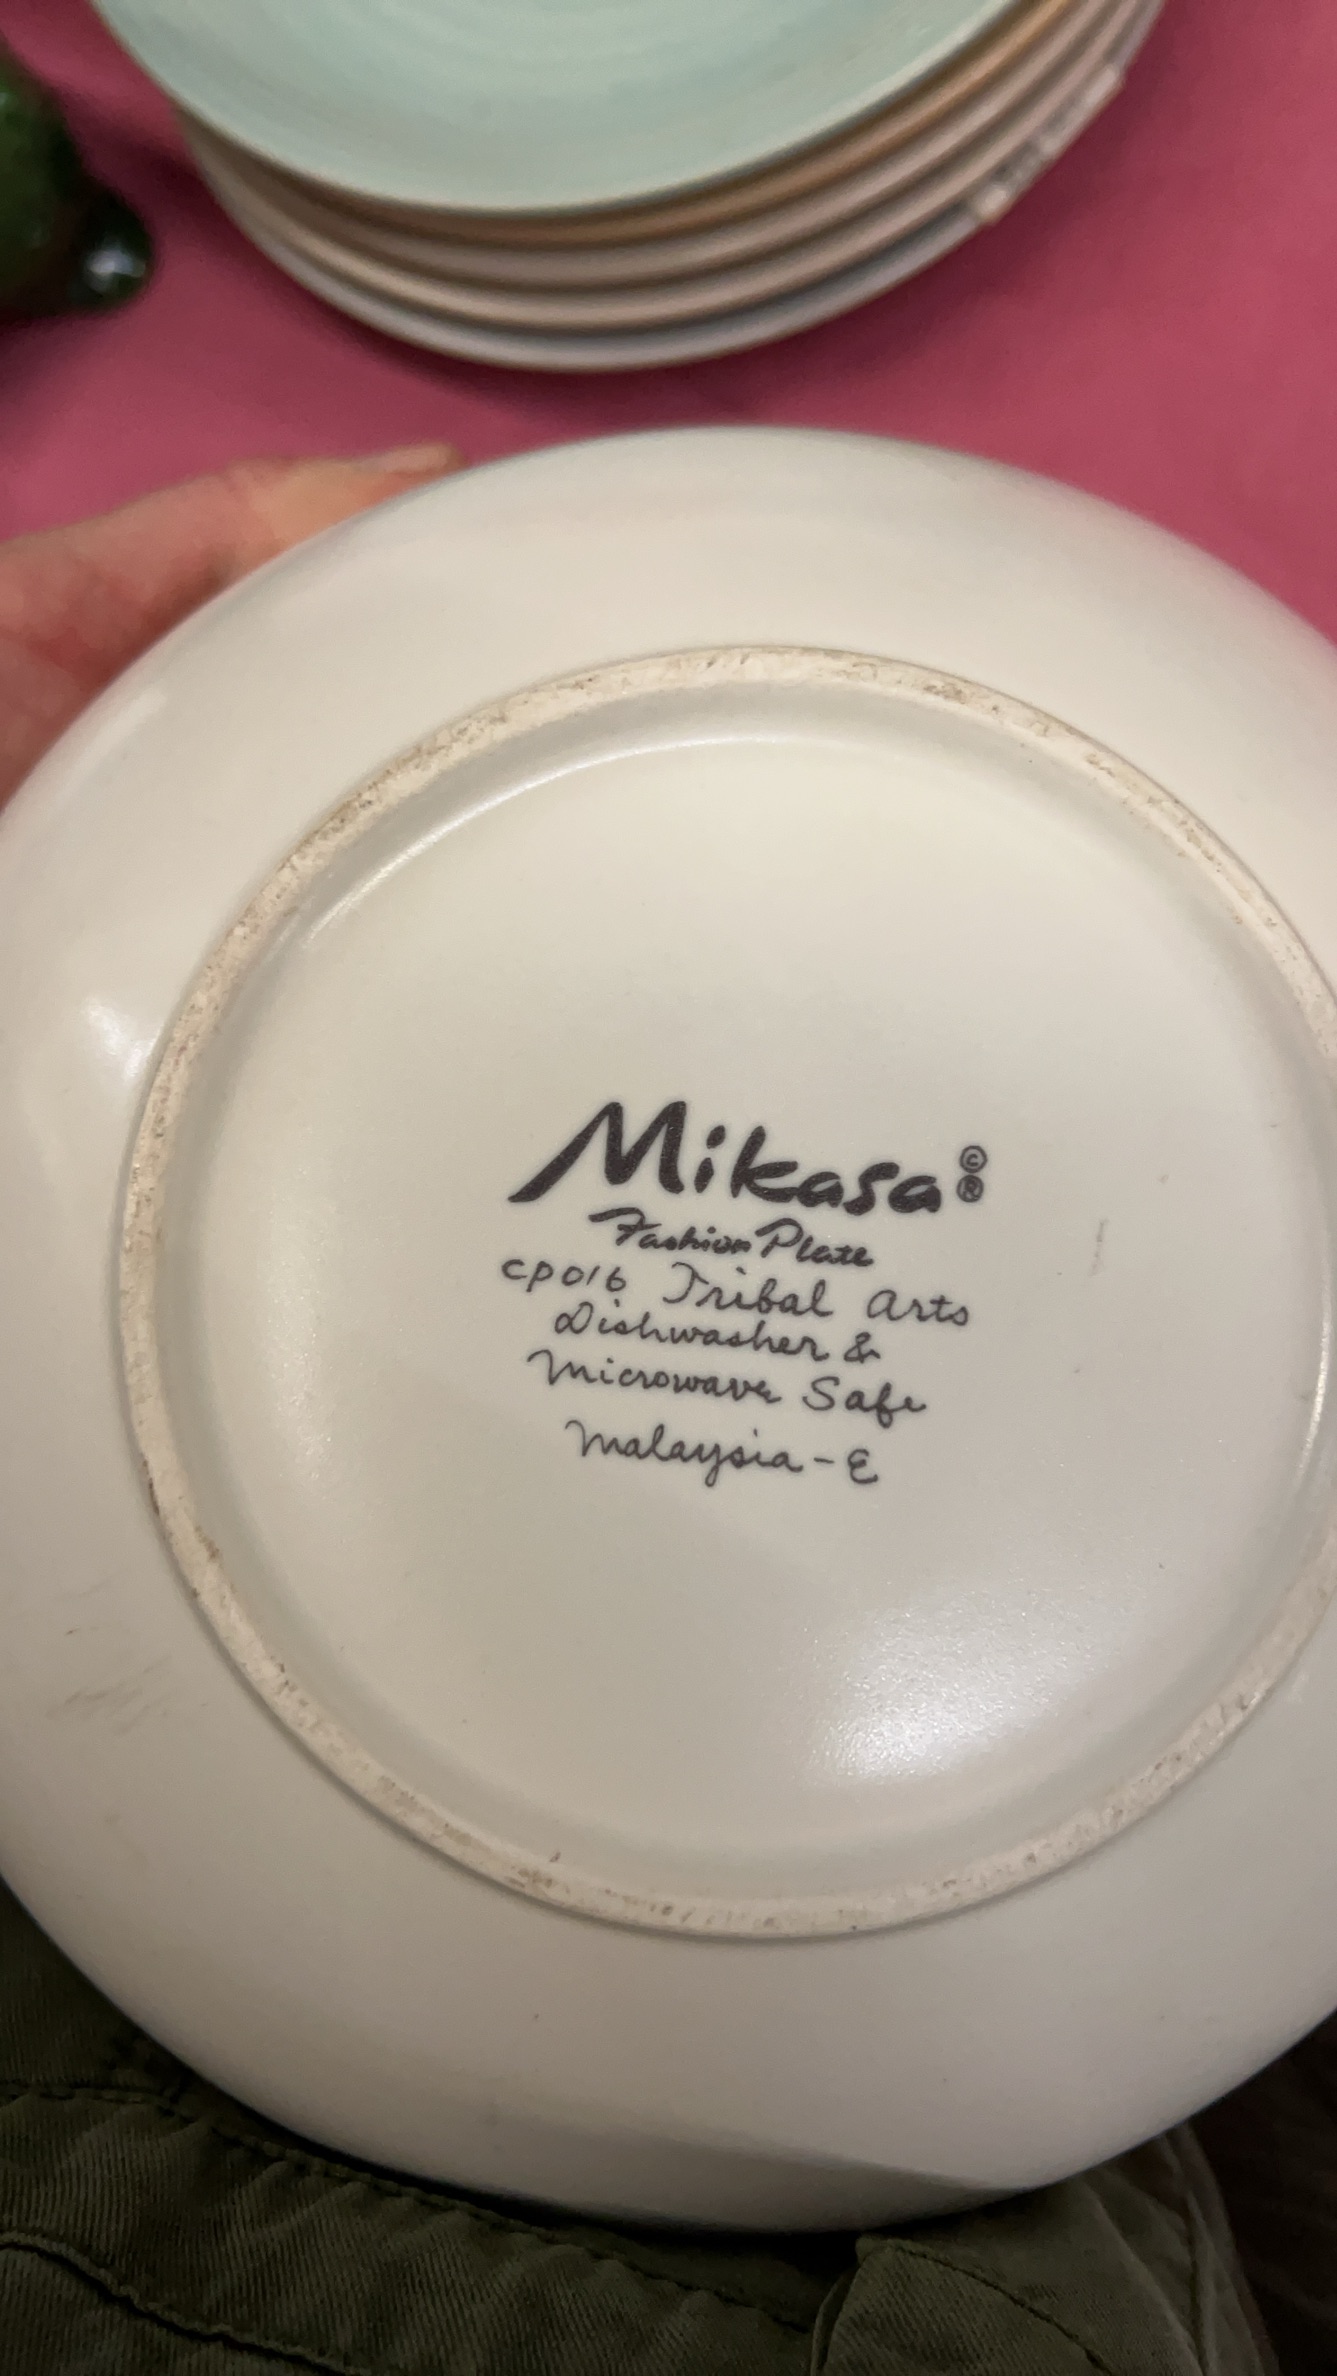 Mikasa © ®
Fashion Plate
CP016 Tribal Arts
Dishwasher &
Microwave Safe
Malaysia-E